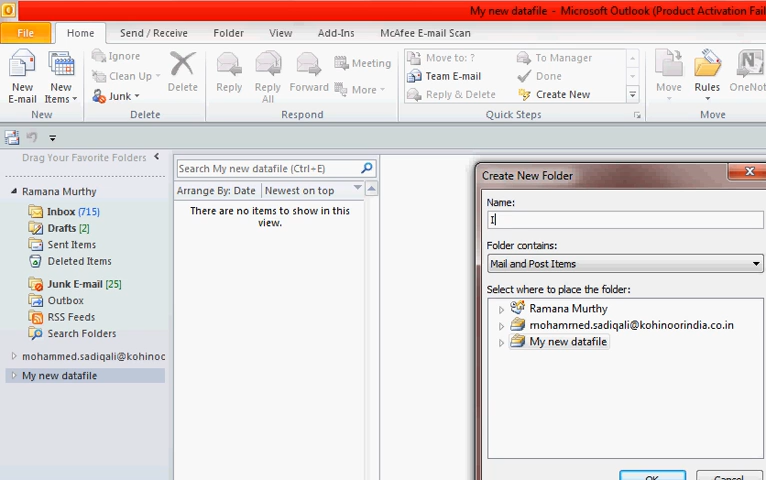 My new datafile - Microsoft Outlook (Product Activation Fail
File Home Send / Receive Folder View Add-Ins McAfee E-mail Scan
New E-mail
New Items
New
Ignore
Clean Up
Junk
Delete
Delete
Reply
Reply All
Forward
Meeting
More
Respond
Move to: ?
Team E-mail
Reply & Delete
To Manager
Done
Create New
Quick Steps
Move
Rules
OneNot
Move
Drag Your Favorite Folders
Ramana Murthy
Inbox (715)
Drafts [2]
Sent Items
Deleted Items
Junk E-mail [25]
Outbox
RSS Feeds
Search Folders
mohammed.sadiqali@kohinooc
My new datafile
Search My new datafile (Ctrl+E)
Arrange By: Date Newest on top
There are no items to show in this
view.
Create New Folder
Name:
I
Folder contains:
Mail and Post Items
Select where to place the folder:
Ramana Murthy
mohammed.sadiqali@kohinoorindia.co.in
My new datafile
OK Cancel